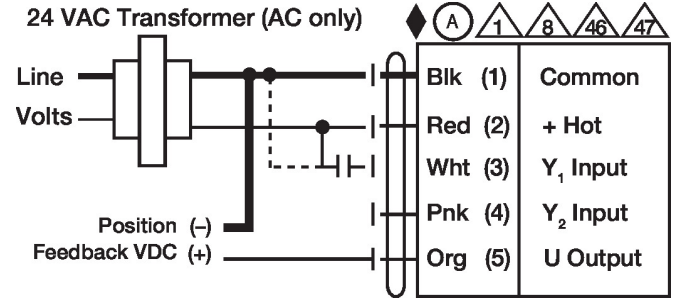 24 VAC Transformer (AC only)
A 1 8 46 47
Line
Blk (1) Common
Volts
Red (2) + Hot
Wht (3) Y1 Input
Pnk (4) Y2 Input
Position (–)
Feedback VDC (+)
Org (5) U Output